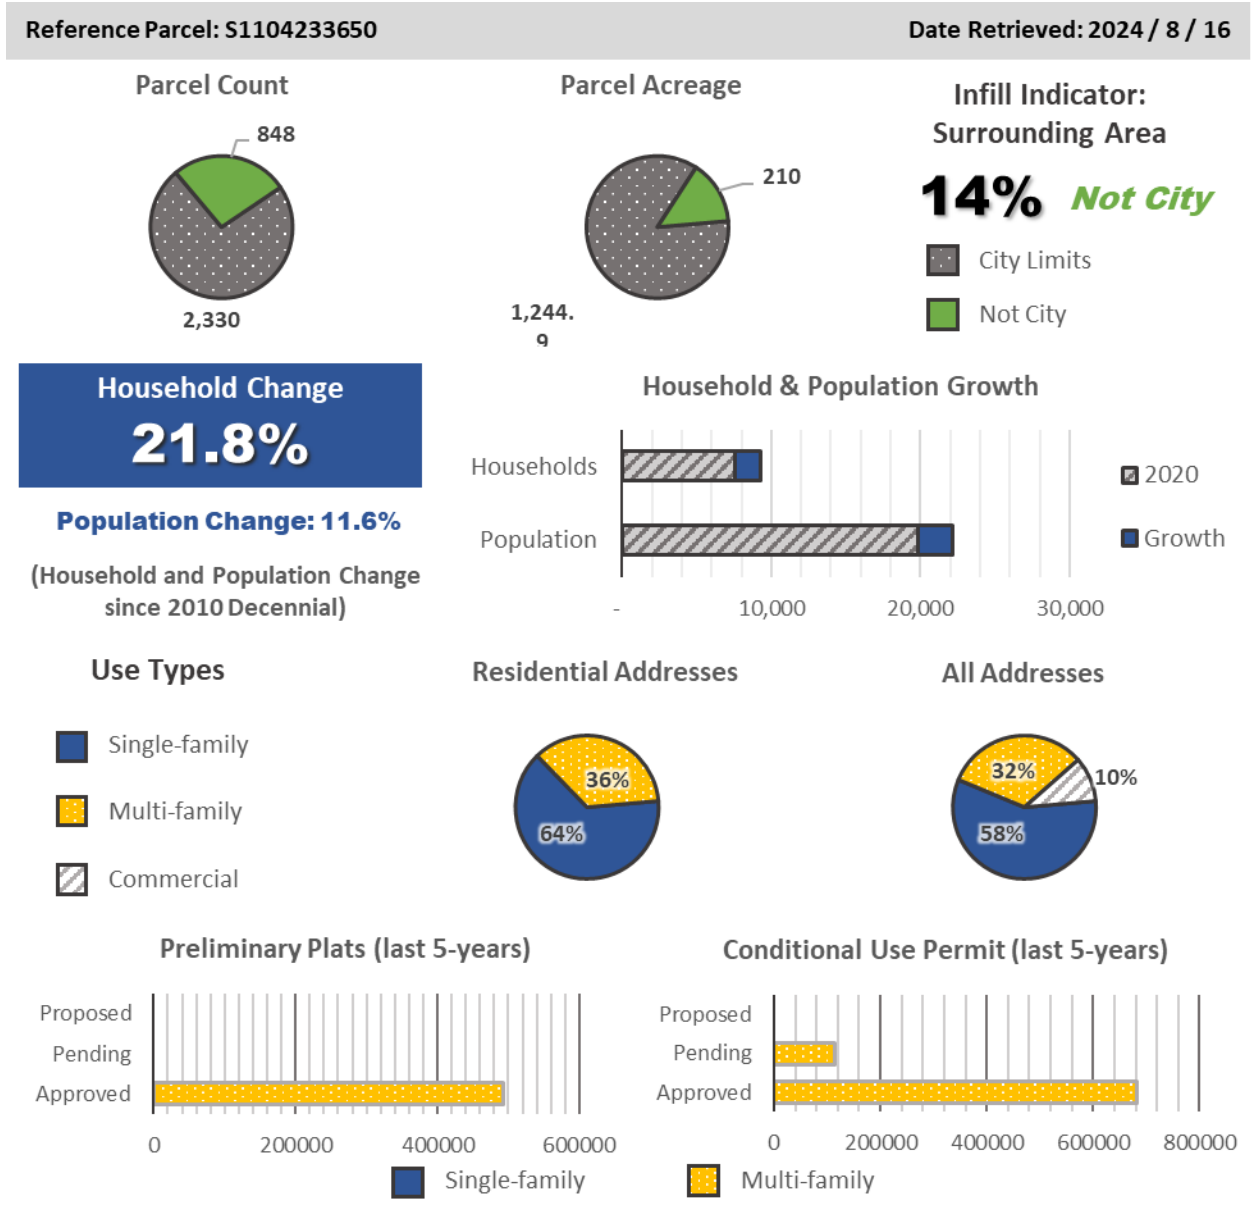 Reference Parcel: S1104233650
Date Retrieved: 2024 / 8 / 16
Parcel Count
848
2,330
Parcel Acreage
210
1,244.
9
Infill Indicator:
Surrounding Area
14% Not City
City Limits
Not City
Household Change
21.8%
Population Change: 11.6%
(Household and Population Change
since 2010 Decennial)
Household & Population Growth
Households
Population
- 10,000 20,000 30,000
2020
Growth
Use Types
Single-family
Multi-family
Commercial
Residential Addresses
36%
64%
All Addresses
32%
10%
58%
Preliminary Plats (last 5-years)
Proposed
Pending
Approved
0 200000 400000 600000
Conditional Use Permit (last 5-years)
Proposed
Pending
Approved
0 200000 400000 600000 800000
Single-family
Multi-family